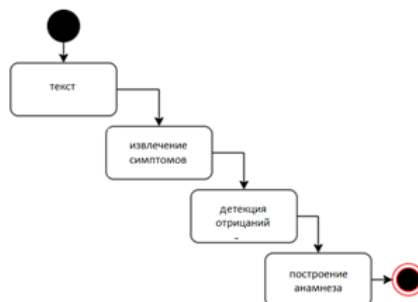 текст
извлечение
симптомов
детекция
отрицаний
построение
анамнеза